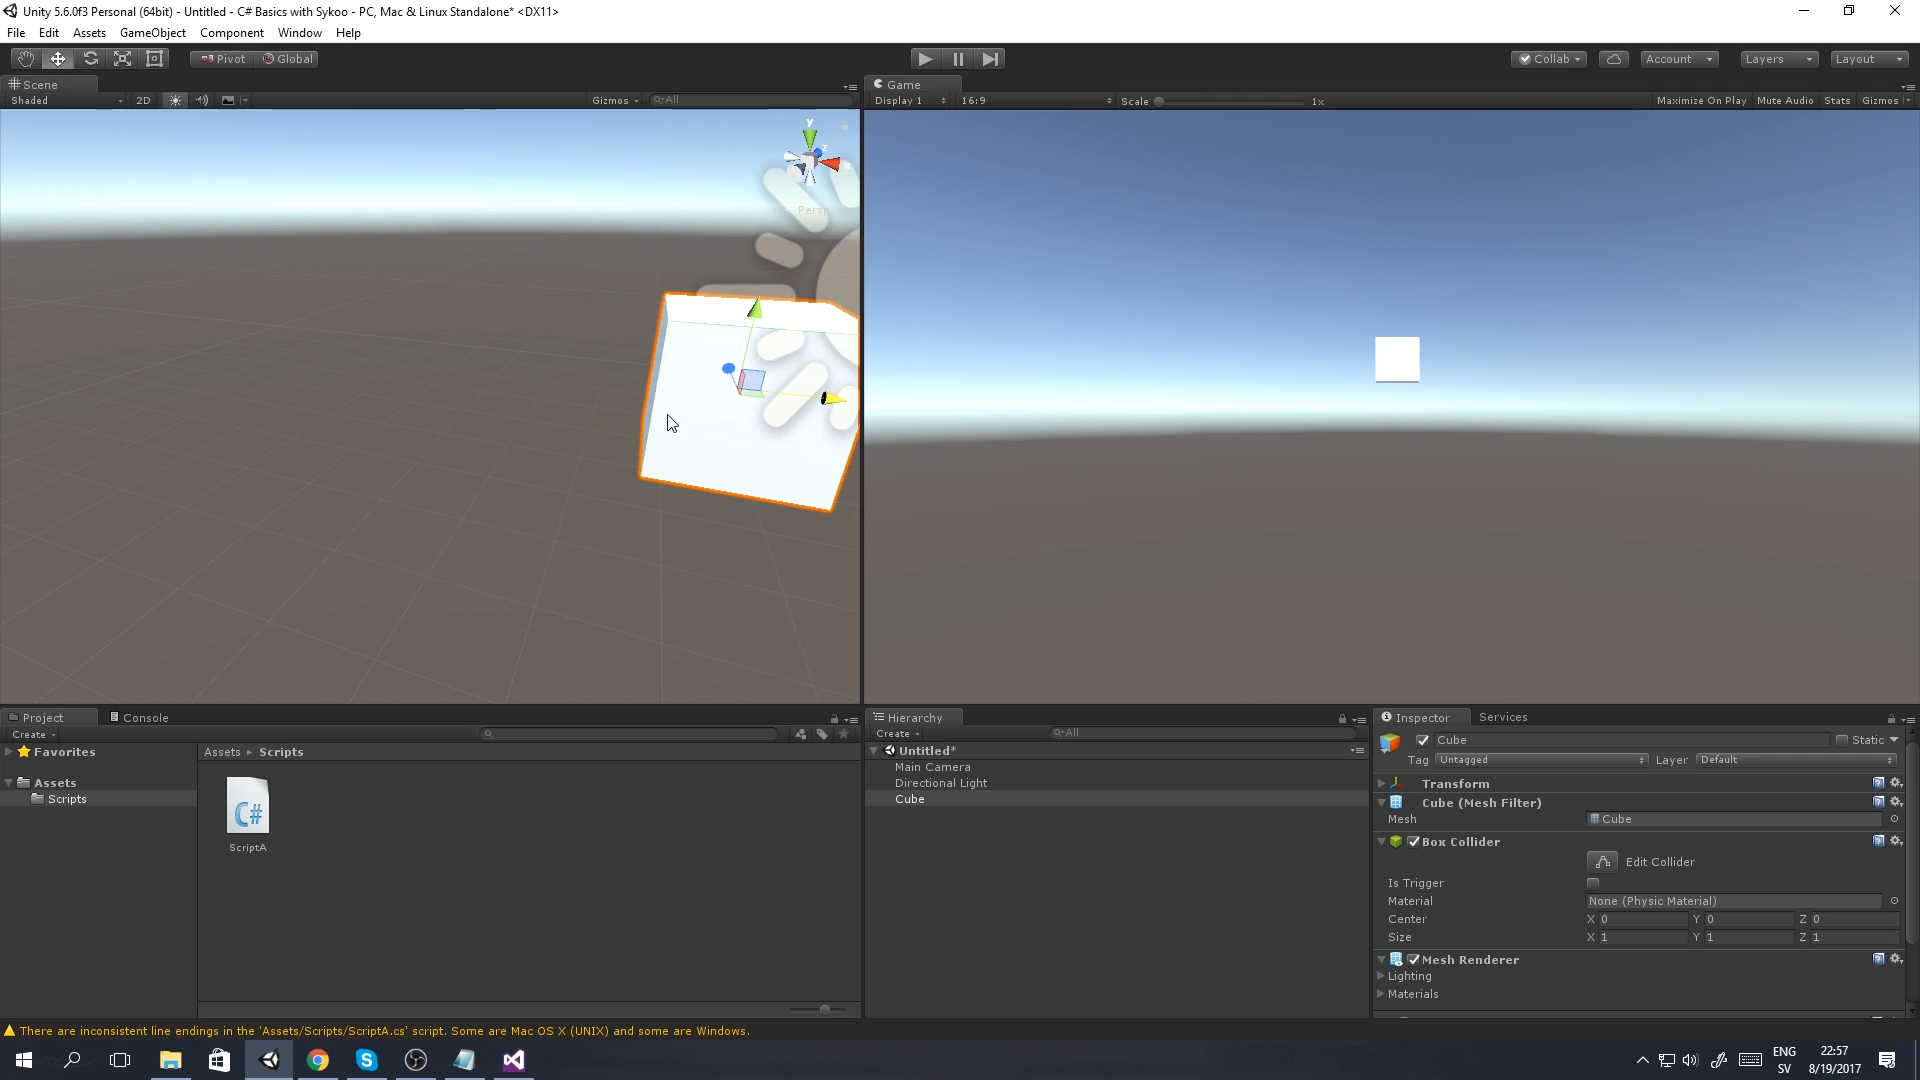 Unity 5.6.0f3 Personal (64bit) - Untitled - C# Basics with Sykoo - PC, Mac & Linux Standalone* <DX11>
File Edit Assets GameObject Component Window Help
Pivot Global Collab Account Layers Layout
Scene Game
Shaded 2D Gizmos All Display 1 16:9 Scale 1x Maximize On Play Mute Audio Stats Gizmos
y
z
x
Persp
Project Console Hierarchy Inspector Services
Create Create All
Favorites
Assets
Scripts
Assets Scripts
C#
ScriptA
Untitled*
Main Camera
Directional Light
Cube
Cube Static
Tag Untagged Layer Default
Transform
Cube (Mesh Filter)
Mesh Cube
Box Collider
Edit Collider
Is Trigger
Material None (Physic Material)
Center X 0 Y 0 Z 0
Size X 1 Y 1 Z 1
Mesh Renderer
Lighting
Materials
There are inconsistent line endings in the 'Assets/Scripts/ScriptA.cs' script. Some are Mac OS X (UNIX) and some are Windows.
ENG 22:57
SV 8/19/2017